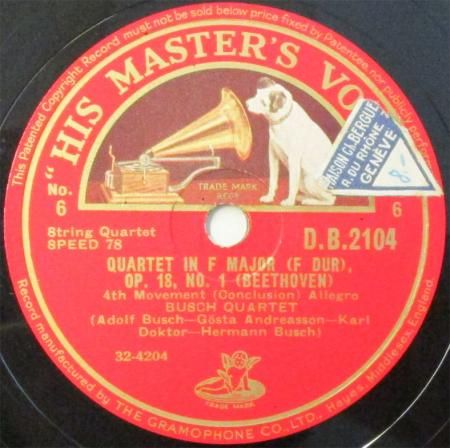 This Patented Copyright Record must not be sold below price fixed by Patentee, nor publicly perform
"HIS MASTER'S VO
MAISON Ch. BERGUE
R. DU RHÔNE
GENÈVE
8-
TRADE MARK
No.
6
6
String Quartet
SPEED 78
D.B.2104
QUARTET IN F MAJOR (F DUR),
OP. 18, NO. 1 (BEETHOVEN)
4th Movement (Conclusion) Allegro
BUSCH QUARTET
(Adolf Busch—Gösta Andreasson—Karl
Doktor—Hermann Busch)
32-4204
TRADE MARK
Record manufactured by THE GRAMOPHONE CO., LTD., Hayes, Middlesex, England.